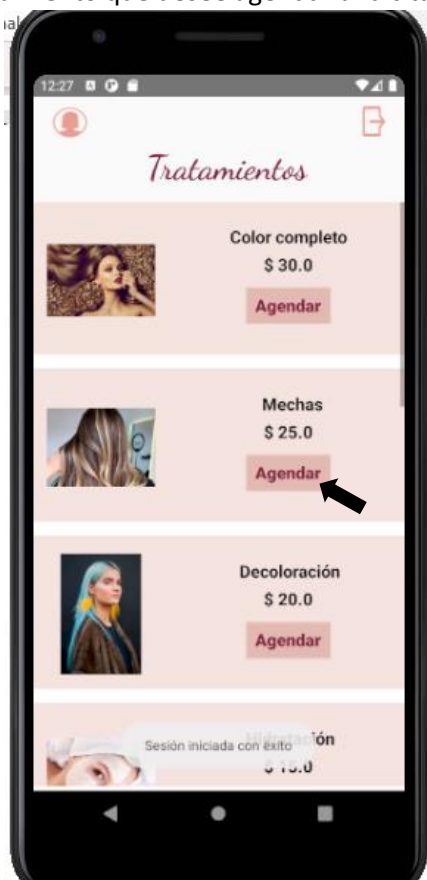 12:27
Tratamientos
Color completo
$ 30.0
Agendar
Mechas
$ 25.0
Agendar
Decoloración
$ 20.0
Agendar
Sesión iniciada con éxito